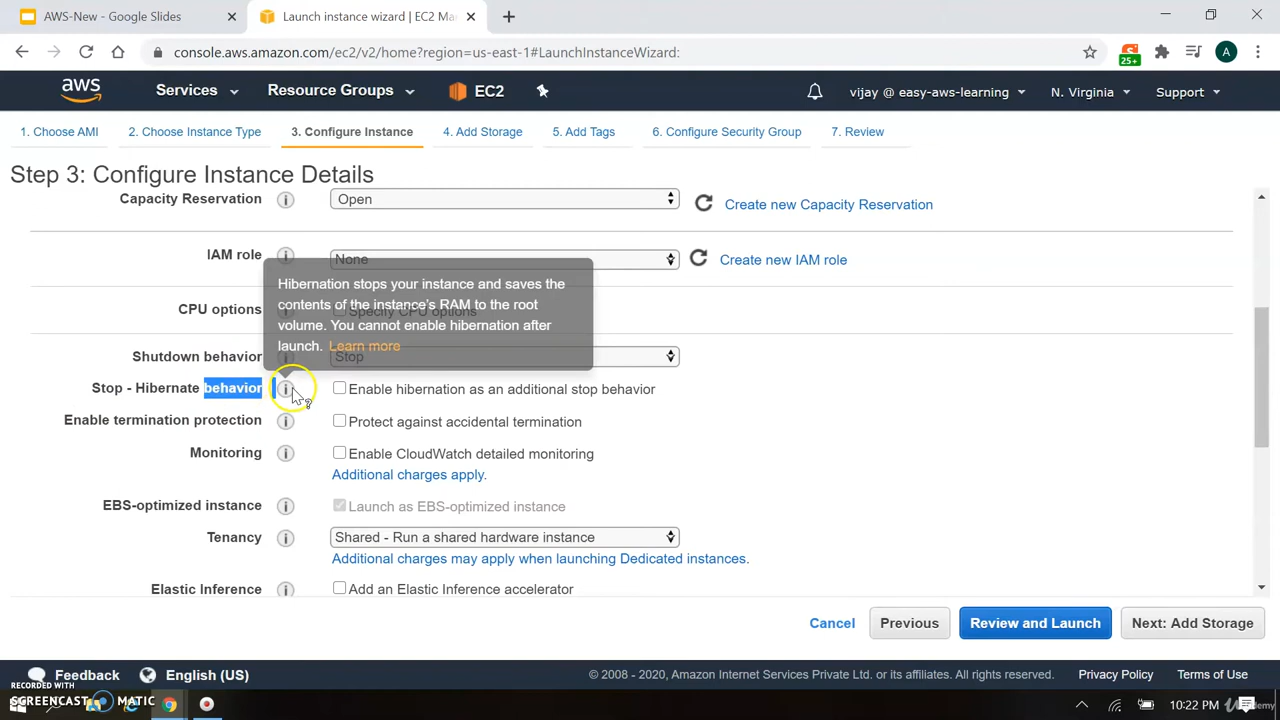 AWS-New - Google Slides
Launch instance wizard | EC2 Ma
console.aws.amazon.com/ec2/v2/home?region=us-east-1#LaunchInstanceWizard:
25+
A
aws
Services
Resource Groups
EC2
vijay @ easy-aws-learning
N. Virginia
Support
1. Choose AMI
2. Choose Instance Type
3. Configure Instance
4. Add Storage
5. Add Tags
6. Configure Security Group
7. Review
Step 3: Configure Instance Details
Capacity Reservation
Open
Create new Capacity Reservation
IAM role
None
Create new IAM role
Hibernation stops your instance and saves the
contents of the instance's RAM to the root
volume. You cannot enable hibernation after
launch. Learn more
CPU options
Specify CPU options
Shutdown behavior
Stop
Stop - Hibernate behavior
Enable hibernation as an additional stop behavior
Enable termination protection
Protect against accidental termination
Monitoring
Enable CloudWatch detailed monitoring
Additional charges apply.
EBS-optimized instance
Launch as EBS-optimized instance
Tenancy
Shared - Run a shared hardware instance
Additional charges may apply when launching Dedicated instances.
Elastic Inference
Add an Elastic Inference accelerator
Cancel
Previous
Review and Launch
Next: Add Storage
Feedback
English (US)
© 2008 - 2020, Amazon Internet Services Private Ltd. or its affiliates. All rights reserved.
Privacy Policy
Terms of Use
RECORDED WITH
SCREENCAST MATIC
10:22 PM
Udemy